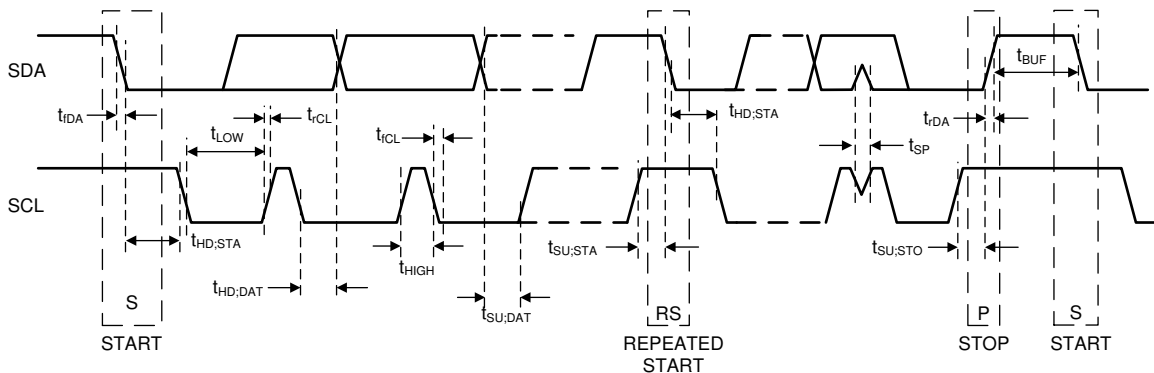 SDA
t_fDA
t_LOW
t_rCL
t_fCL
t_HD;STA
t_SP
t_rDA
t_BUF
SCL
t_HD;STA
t_HD;DAT
t_HIGH
t_SU;DAT
t_SU;STA
t_SU;STO
S
RS
P
S
START
REPEATED
START
STOP
START